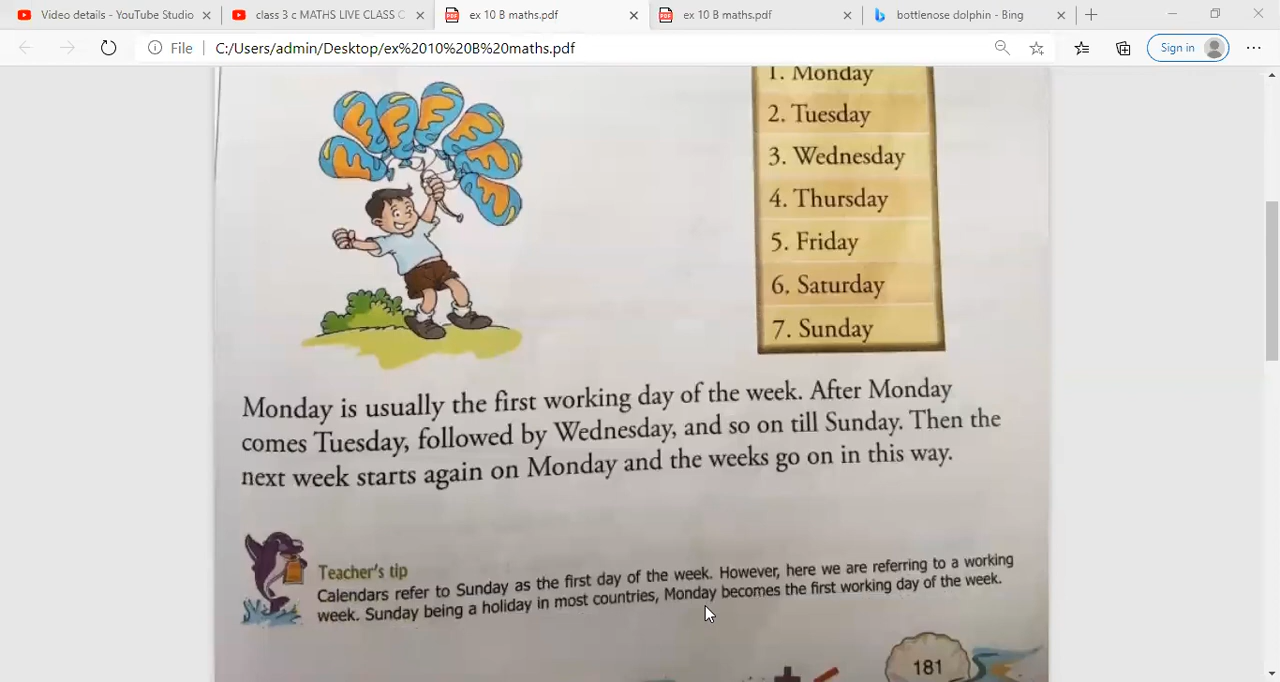 Video details - YouTube Studio
class 3 c MATHS LIVE CLASS C
ex 10 B maths.pdf
ex 10 B maths.pdf
bottlenose dolphin - Bing
File
C:/Users/admin/Desktop/ex%2010%20B%20maths.pdf
Sign in
1. Monday
2. Tuesday
3. Wednesday
4. Thursday
5. Friday
6. Saturday
7. Sunday
F F F F F F
Monday is usually the first working day of the week. After Monday
comes Tuesday, followed by Wednesday, and so on till Sunday. Then the
next week starts again on Monday and the weeks go on in this way.
Teacher's tip
Calendars refer to Sunday as the first day of the week. However, here we are referring to a working
week. Sunday being a holiday in most countries, Monday becomes the first working day of the week.
181